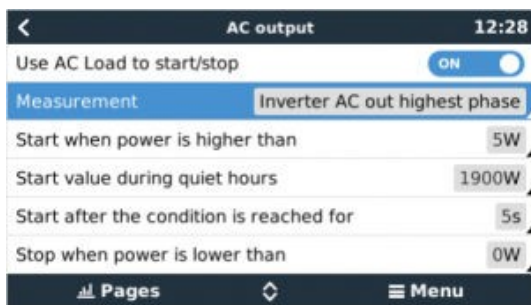 AC output 12:28
Use AC Load to start/stop ON
Measurement Inverter AC out highest phase
Start when power is higher than 5W
Start value during quiet hours 1900W
Start after the condition is reached for 5s
Stop when power is lower than 0W
Pages Menu